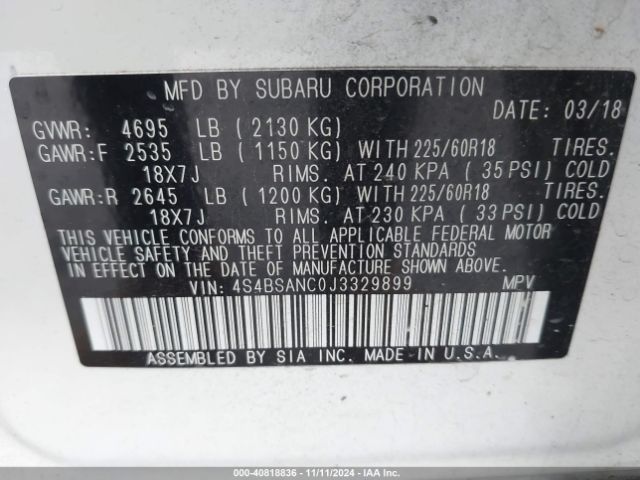 MFD BY SUBARU CORPORATION
DATE: 03/18
GVWR: 4695 LB ( 2130 KG)
GAWR:F 2535 LB ( 1150 KG) WITH 225/60R18 TIRES.
18X7J RIMS. AT 240 KPA ( 35 PSI) COLD
GAWR:R 2645 LB ( 1200 KG) WITH 225/60R18 TIRES.
18X7J RIMS. AT 230 KPA ( 33 PSI) COLD
THIS VEHICLE CONFORMS TO ALL APPLICABLE FEDERAL MOTOR
VEHICLE SAFETY AND THEFT PREVENTION STANDARDS
IN EFFECT ON THE DATE OF MANUFACTURE SHOWN ABOVE.
VIN: 4S4BSANC0J3329899 MPV
ASSEMBLED BY SIA INC. MADE IN U.S.A.
000-40818836 - 11/11/2024 - IAA Inc.